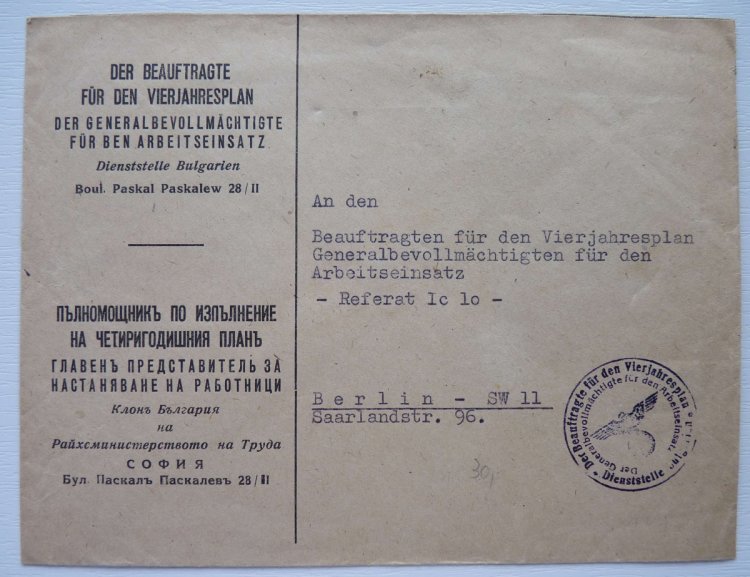 DER BEAUFTRAGTE
FÜR DEN VIERJAHRESPLAN
DER GENERALBEVOLLMÄCHTIGTE
FÜR BEN ARBEITSEINSATZ
Dienststelle Bulgarien
Boul. Paskal Paskalew 28/II
ПЪЛНОМОЩНИКЪ ПО ИЗПЪЛНЕНИЕ
НА ЧЕТИРИГОДИШНИЯ ПЛАНЪ
ГЛАВЕНЪ ПРЕДСТАВИТЕЛЬ ЗА
НАСТАНЯВАНЕ НА РАБОТНИЦИ
Клонъ България
на
Райхсминистерството на Труда
СОФИЯ
Бул. Паскалъ Паскалевъ 28/II
An den
Beauftragten für den Vierjahresplan
Generalbevollmächtigten für den
Arbeitseinsatz
- Referat Ic lo -
Berlin - SW 11
Saarlandstr. 96.
30,
Der Beauftragte für den Vierjahresplan
Der Generalbevollmächtigte für den Arbeitseinsatz
Dienststelle